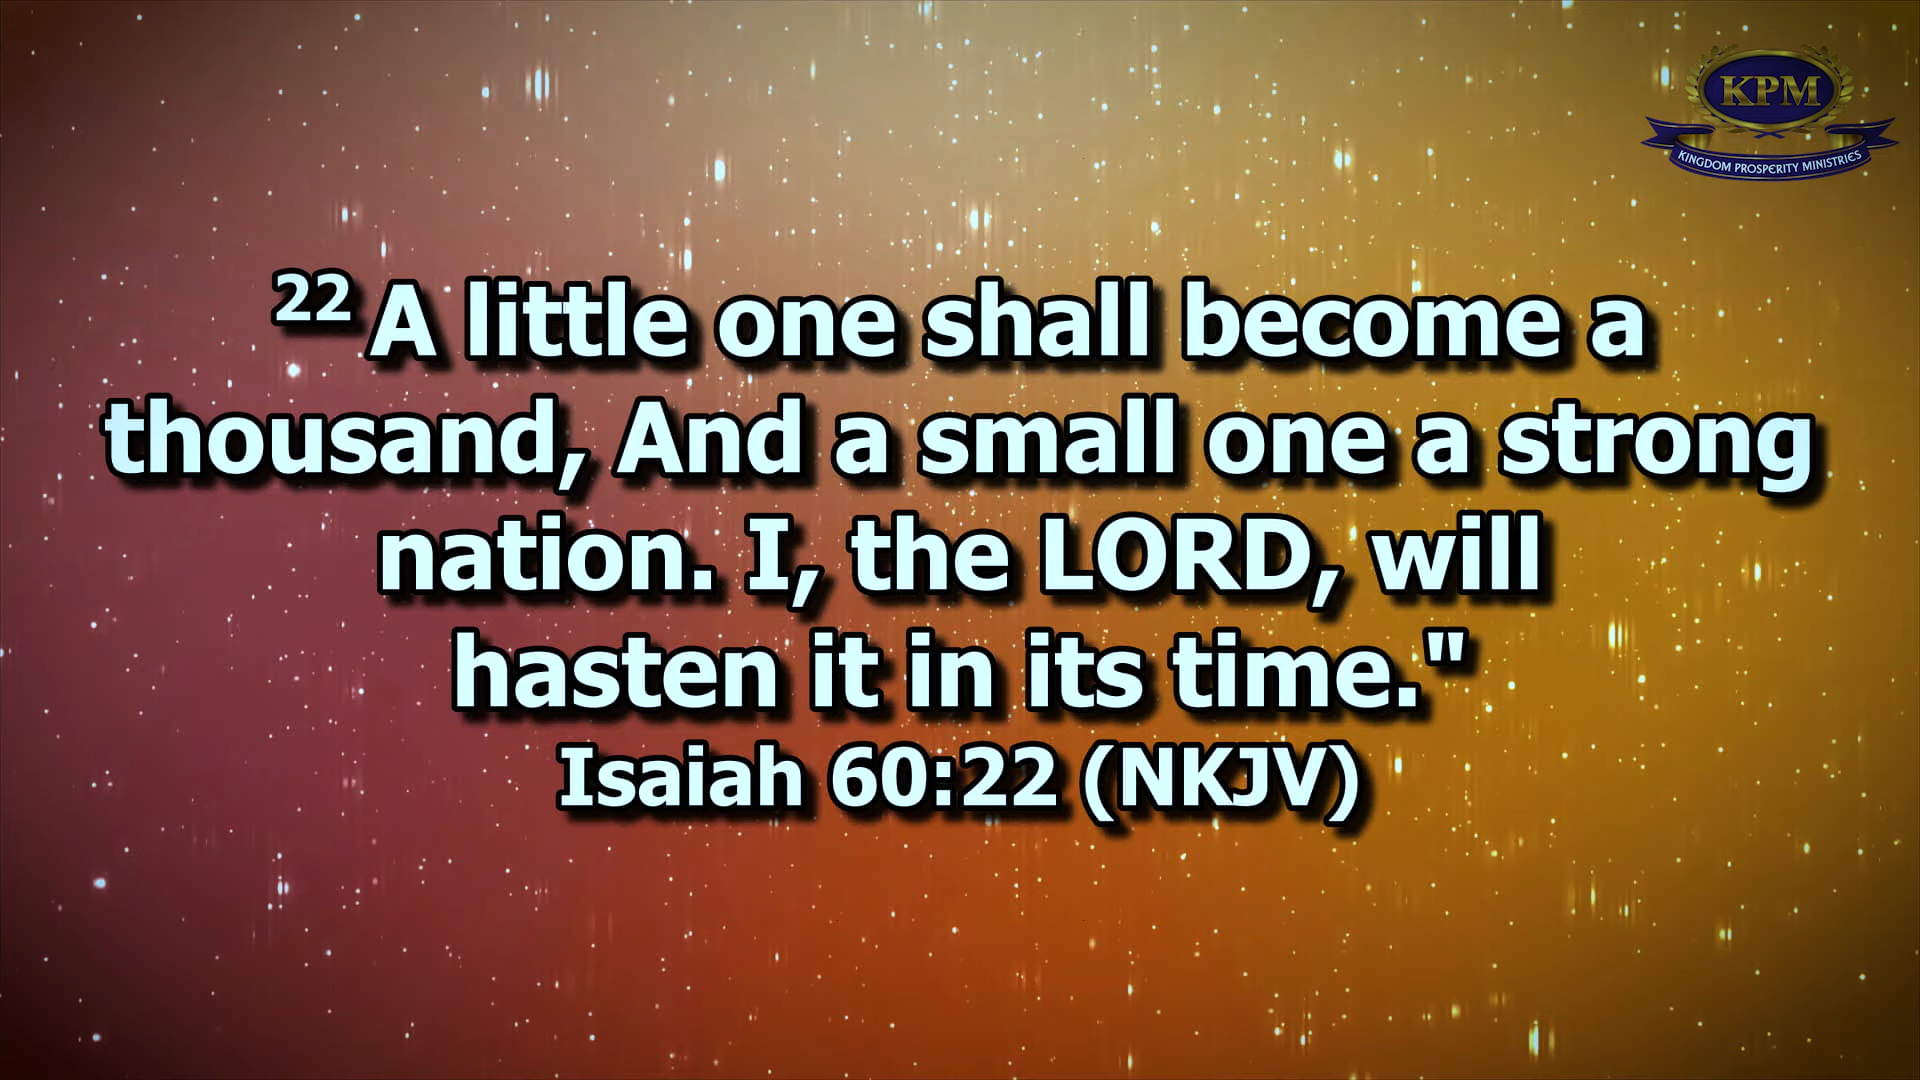 KPM
KINGDOM PROSPERITY MINISTRIES
22 A little one shall become a
thousand, And a small one a strong
nation. I, the LORD, will
hasten it in its time."
Isaiah 60:22 (NKJV)